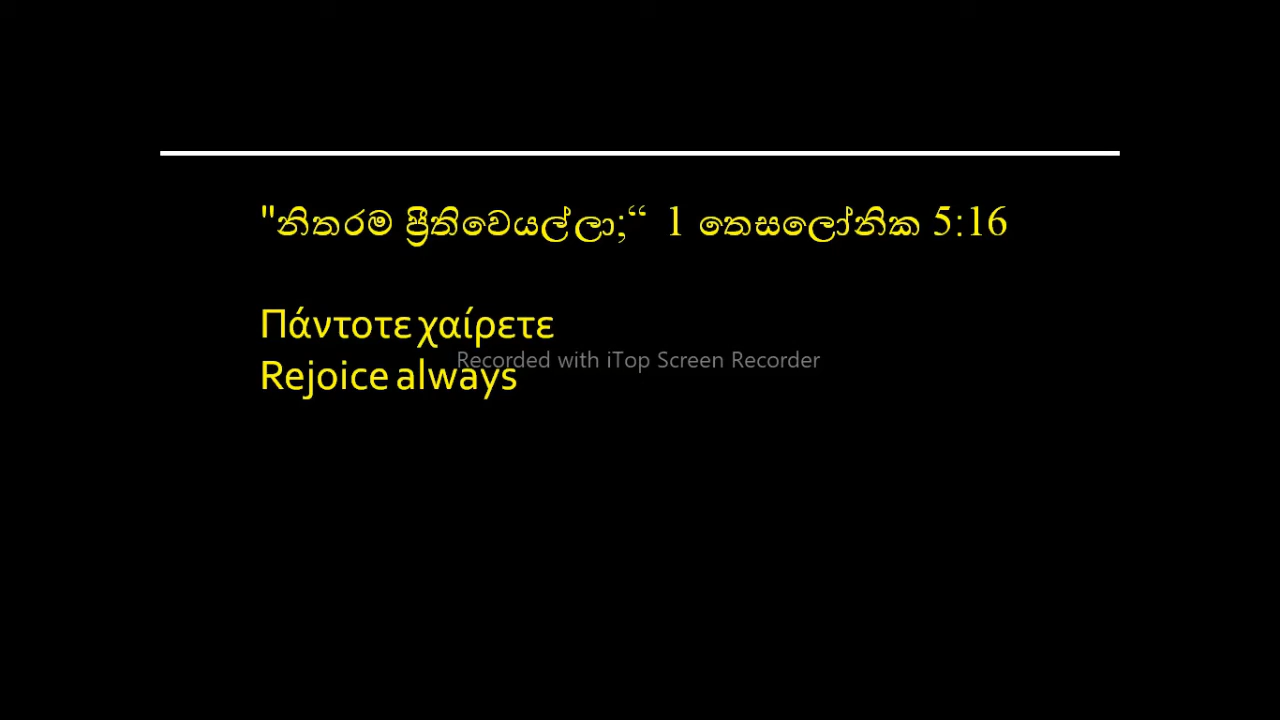 "නිතරම ප්‍රීතිවෙයල්ලා;“ 1 තෙසලෝනික 5:16
Πάντοτε χαίρετε
Recorded with iTop Screen Recorder
Rejoice always